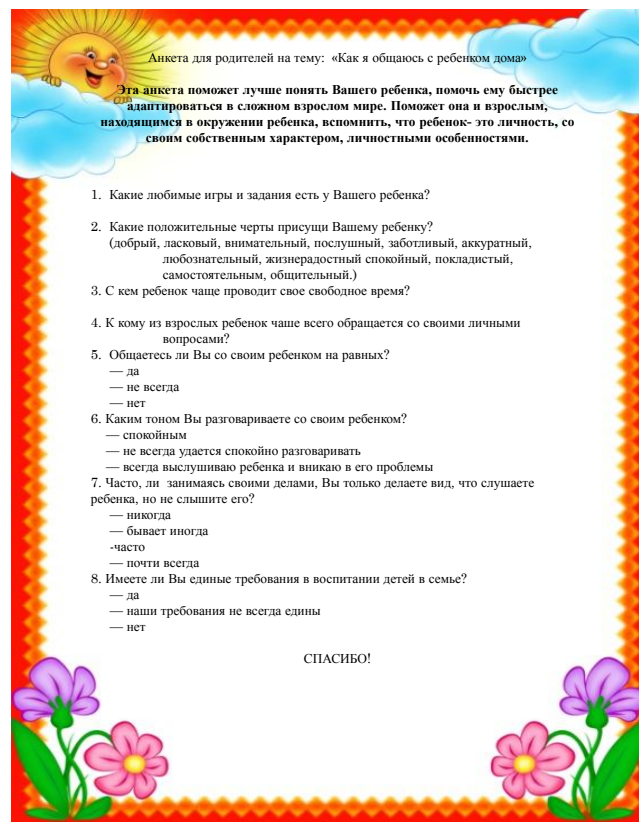 Анкета для родителей на тему: «Как я общаюсь с ребенком дома»
Эта анкета поможет лучше понять Вашего ребенка, помочь ему быстрее
адаптироваться в сложном взрослом мире. Поможет она и взрослым,
находящимся в окружении ребенка, вспомнить, что ребенок- это личность, со
своим собственным характером, личностными особенностями.
1. Какие любимые игры и задания есть у Вашего ребенка?
2. Какие положительные черты присущи Вашему ребенку?
(добрый, ласковый, внимательный, послушный, заботливый, аккуратный,
любознательный, жизнерадостный спокойный, покладистый,
самостоятельным, общительный.)
3. С кем ребенок чаще проводит свое свободное время?
4. К кому из взрослых ребенок чаше всего обращается со своими личными
вопросами?
5. Общаетесь ли Вы со своим ребенком на равных?
— да
— не всегда
— нет
6. Каким тоном Вы разговариваете со своим ребенком?
— спокойным
— не всегда удается спокойно разговаривать
— всегда выслушиваю ребенка и вникаю в его проблемы
7. Часто, ли занимаясь своими делами, Вы только делаете вид, что слушаете
ребенка, но не слышите его?
— никогда
— бывает иногда
-часто
— почти всегда
8. Имеете ли Вы единые требования в воспитании детей в семье?
— да
— наши требования не всегда едины
— нет
СПАСИБО!